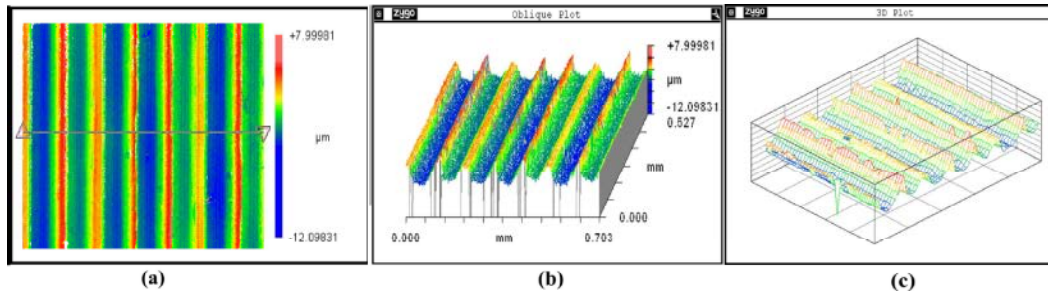 +7.99981
μm
-12.09831
(a)
zygo
Oblique Plot
+7.99981
μm
-12.09831
0.527
mm
0.000
0.000
mm
0.703
(b)
zygo
3D Plot
(c)